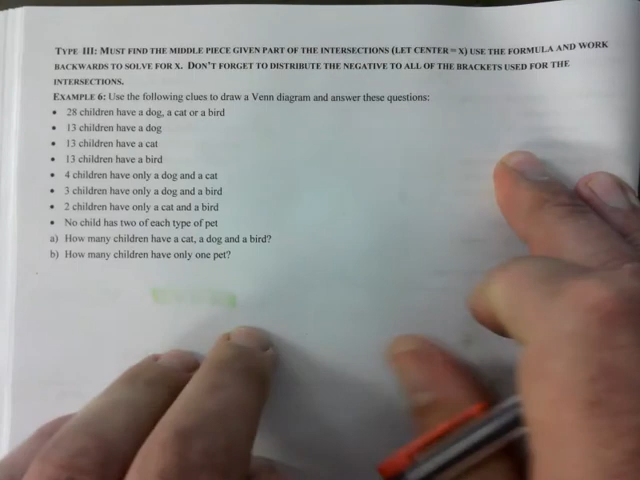 TYPE III: MUST FIND THE MIDDLE PIECE GIVEN PART OF THE INTERSECTIONS (LET CENTER = X) USE THE FORMULA AND WORK
BACKWARDS TO SOLVE FOR X. DON'T FORGET TO DISTRIBUTE THE NEGATIVE TO ALL OF THE BRACKETS USED FOR THE
INTERSECTIONS.
EXAMPLE 6: Use the following clues to draw a Venn diagram and answer these questions:
• 28 children have a dog, a cat or a bird
• 13 children have a dog
• 13 children have a cat
• 13 children have a bird
• 4 children have only a dog and a cat
• 3 children have only a dog and a bird
• 2 children have only a cat and a bird
• No child has two of each type of pet
a) How many children have a cat, a dog and a bird?
b) How many children have only one pet?